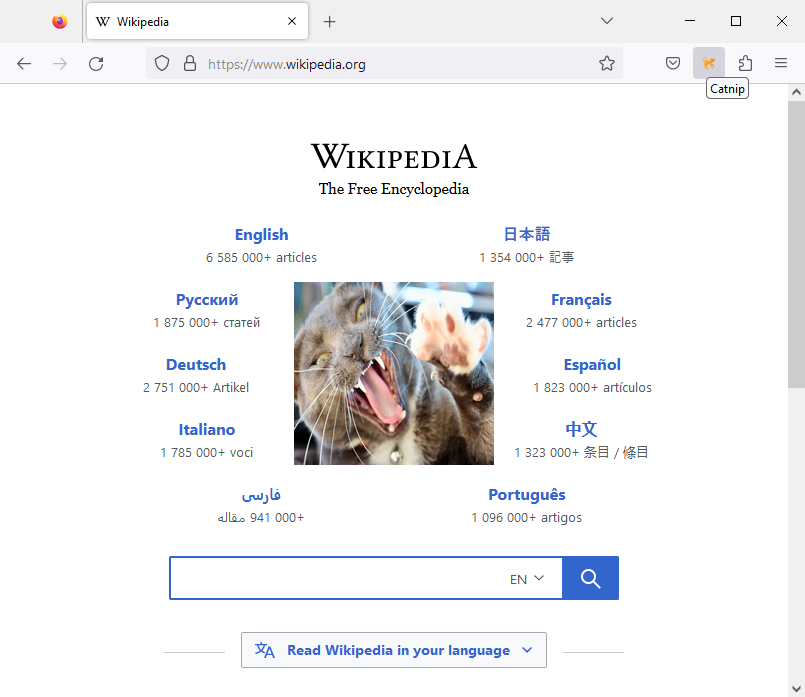 Wikipedia
https://www.wikipedia.org
Catnip
WIKIPEDIA
The Free Encyclopedia
English
6 585 000+ articles
日本語
1 354 000+ 記事
Русский
1 875 000+ статей
Français
2 477 000+ articles
Deutsch
2 751 000+ Artikel
Español
1 823 000+ artículos
Italiano
1 785 000+ voci
中文
1 323 000+ 条目 / 條目
فارسی
۹۴۱ 000+ مقاله
Português
1 096 000+ artigos
EN
Read Wikipedia in your language